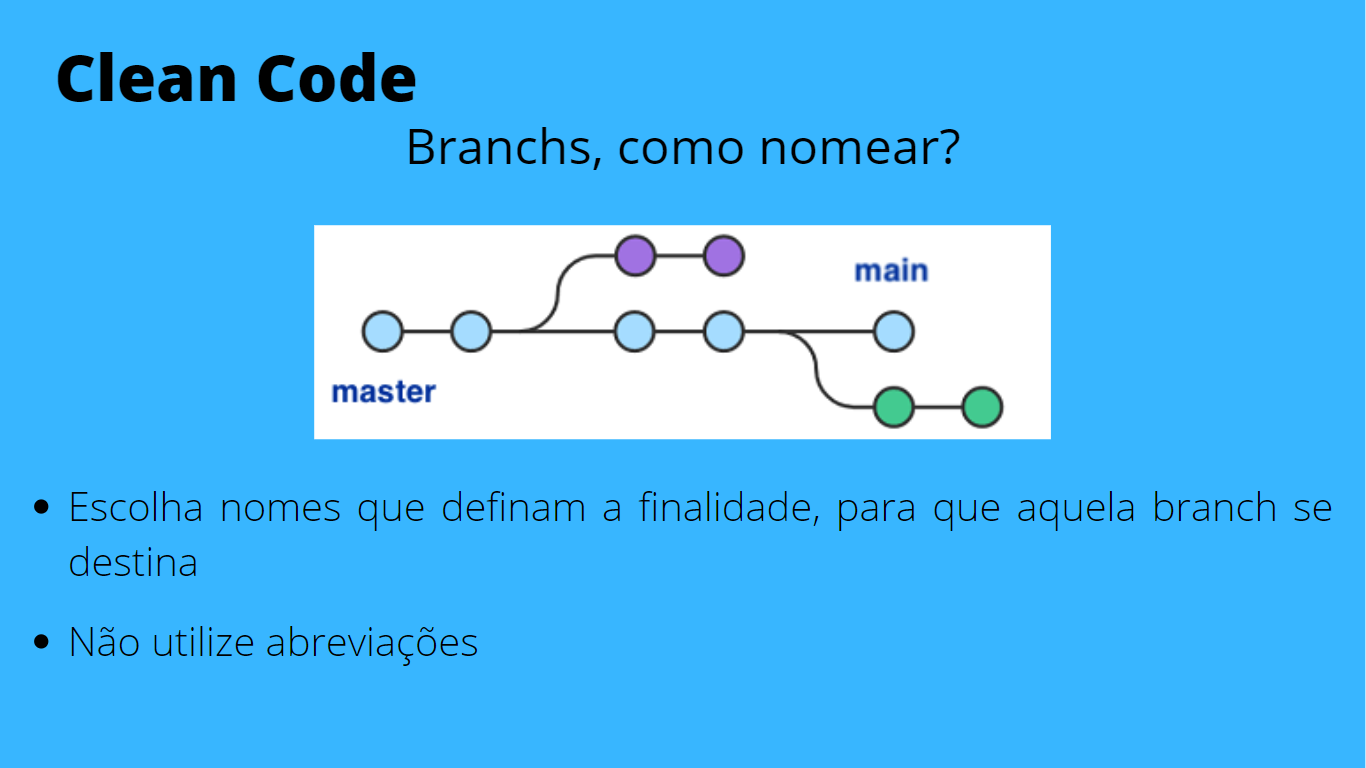 Clean Code
Branchs, como nomear?
main
master
Escolha nomes que definam a finalidade, para que aquela branch se
destina
Não utilize abreviações